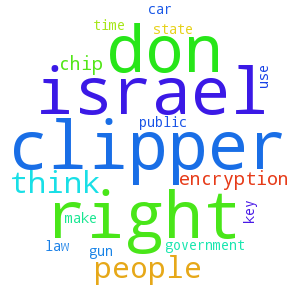 car
time state
don
chip
israel use
public
clipper
think encryption
right key
make
law gun government
people